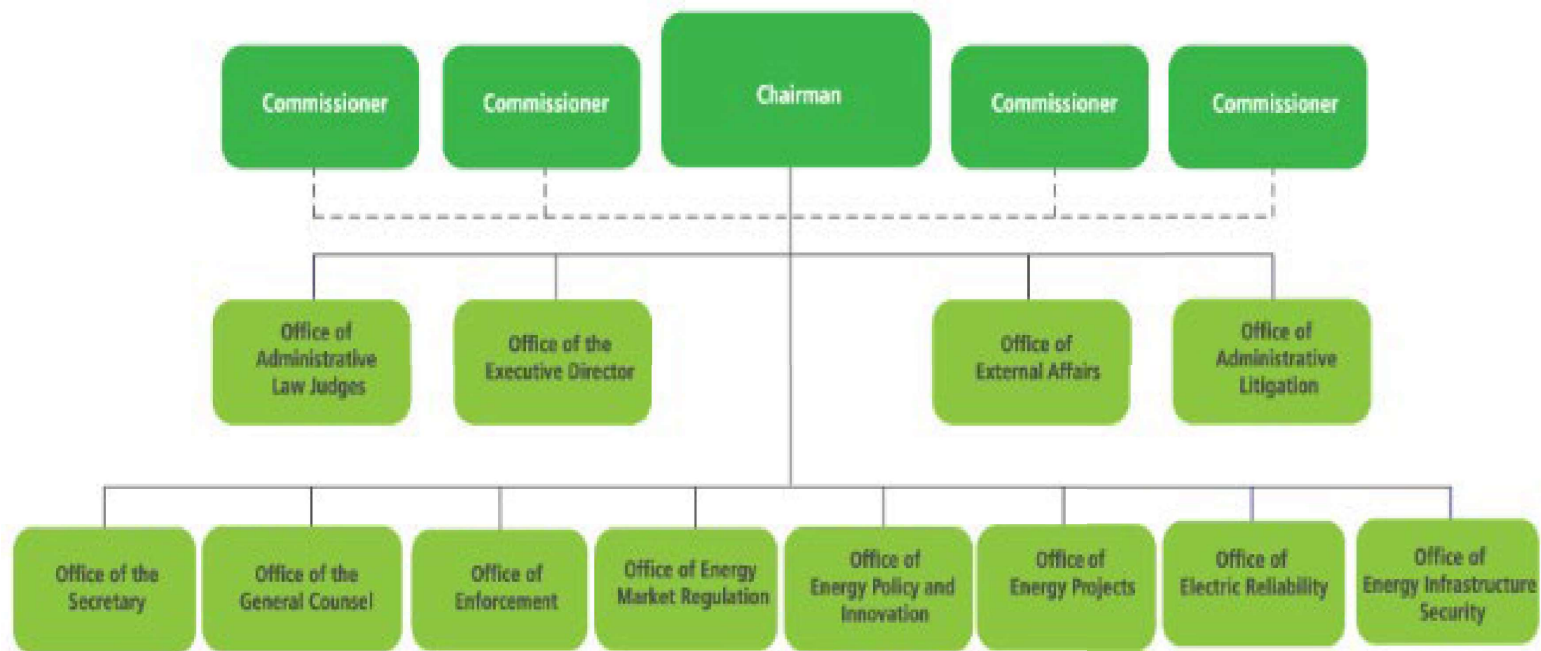 Commissioner
Commissioner
Chairman
Commissioner
Commissioner
Office of
Administrative
Law Judges
Office of the
Executive Director
Office of
External Affairs
Office of
Administrative
Litigation
Office of the
Secretary
Office of the
General Counsel
Office of
Enforcement
Office of Energy
Market Regulation
Office of
Energy Policy and
Innovation
Office of
Energy Projects
Office of
Electric Reliability
Office of
Energy Infrastructure
Security